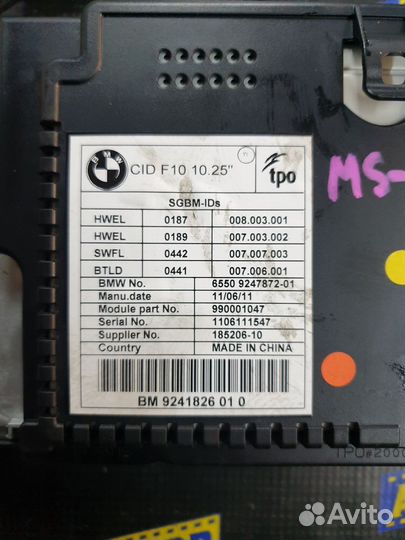 BMW
CID F10 10.25"
tpo
SGBM-IDs
HWEL 0187 008.003.001
HWEL 0189 007.003.002
SWFL 0442 007.007.003
BTLD 0441 007.006.001
BMW No. 6550 9247872-01
Manu.date 11/06/11
Module part No. 990001047
Serial No. 1106111547
Supplier No. 185206-10
Country MADE IN CHINA
BM 9241826 01 0
MS-
TPO#2000
Avito